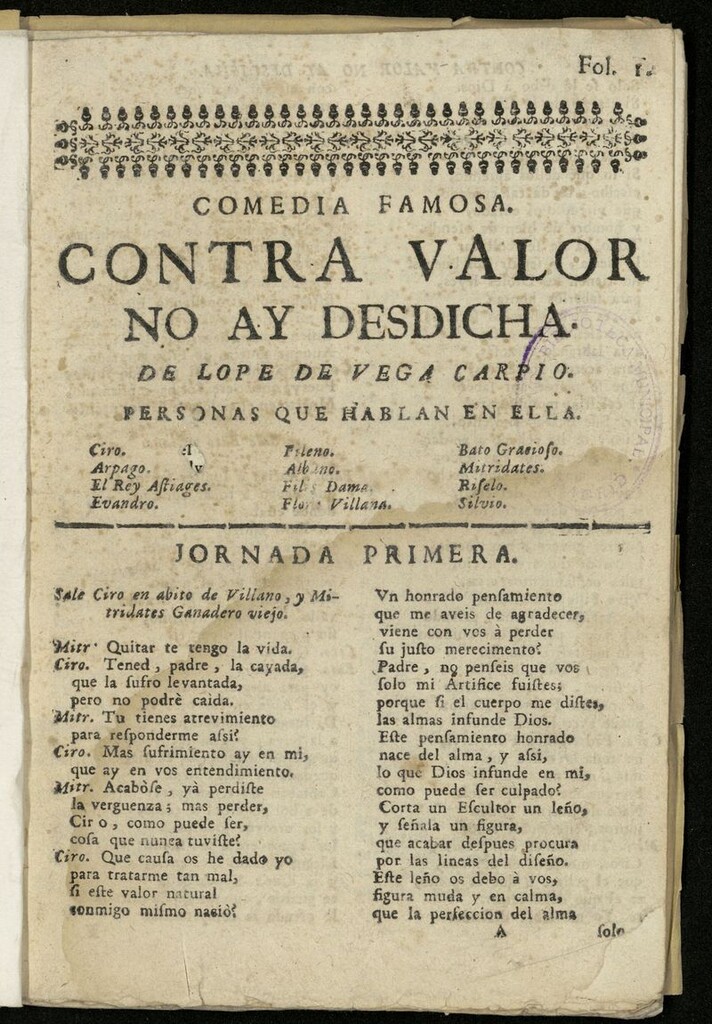 Fol. 1.
COMEDIA FAMOSA.
CONTRA VALOR
NO AY DESDICHA.
DE LOPE DE VEGA CARPIO.
PERSONAS QUE HABLAN EN ELLA.
Ciro.
Arpago.
El Rey Aſtiages.
Evandro.
Fileno.
Albano.
Filis Dama.
Flora Villana.
Bato Gracioſo.
Mitridates.
Riſelo.
Silvio.
JORNADA PRIMERA.
Sale Ciro en abito de Villano, y Mi-
tridates Ganadero viejo.
Mitr. Quitar te tengo la vida.
Ciro. Tened, padre, la cayada,
que la ſufro levantada,
pero no podrè caida.
Mitr. Tu tienes atrevimiento
para reſponderme aſsi?
Ciro. Mas ſufrimiento ay en mi,
que ay en vos entendimiento.
Mitr. Acabòſe, yà perdiſte
la verguenza; mas perder,
Ciro, como puede ſer,
coſa que nunca tuviſte?
Ciro. Que cauſa os he dado yo
para tratarme tan mal,
ſi eſte valor natural
conmigo miſmo naciò?
Vn honrado penſamiento
que me aveis de agradecer,
viene con vos à perder
ſu juſto merecimento?
Padre, no penſeis que vos
ſolo mi Artifice fuiſtes;
porque ſi el cuerpo me diſtes,
las almas infunde Dios.
Eſte penſamiento honrado
nace del alma, y aſsi,
lo que Dios infunde en mi,
como puede ſer culpado?
Corta un Eſcultor un leño,
y ſeñala un figura,
que acabar deſpues procura
por las lineas del diſeño.
Eſte leño os debo à vos,
figura muda y en calma,
que la perfeccion del alma
A
ſolo